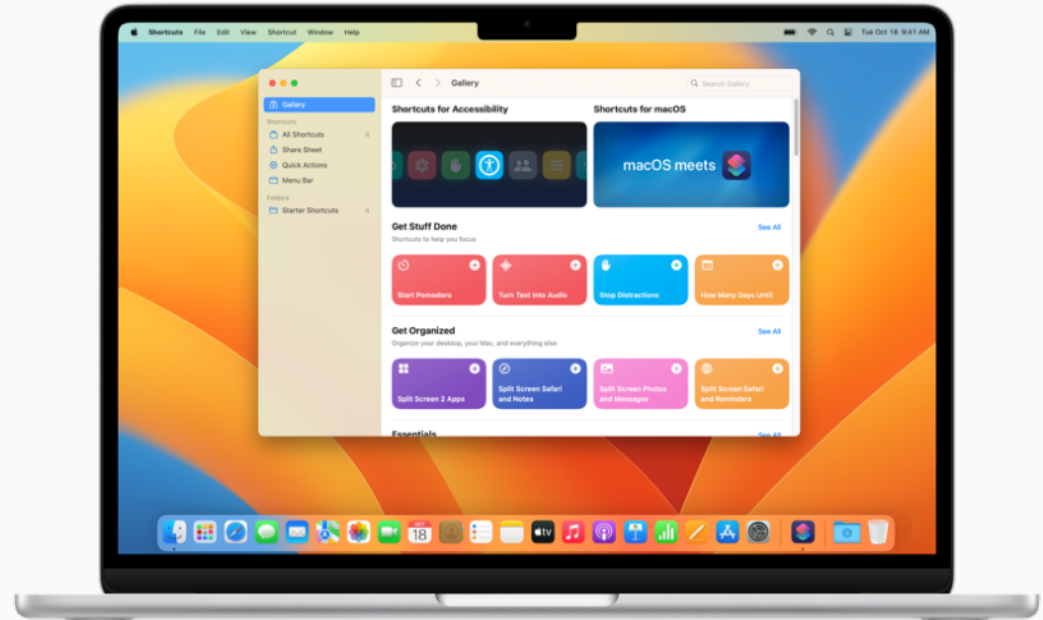 Shortcuts File Edit View Shortcut Window Help
Tue Oct 18 9:41 AM
Gallery
Search Gallery
Gallery
Shortcuts
All Shortcuts 4
Share Sheet
Quick Actions
Menu Bar
Folders
Starter Shortcuts 4
Shortcuts for Accessibility
Shortcuts for macOS
macOS meets
Get Stuff Done
See All
Shortcuts to help you focus
Start Pomodoro
Turn Text Into Audio
Stop Distractions
How Many Days Until
Get Organized
See All
Organize your desktop, your Mac, and everything else
Split Screen 2 Apps
Split Screen Safari
and Notes
Split Screen Photos
and Messages
Split Screen Safari
and Reminders
Essentials
See All
OCT
18
tv